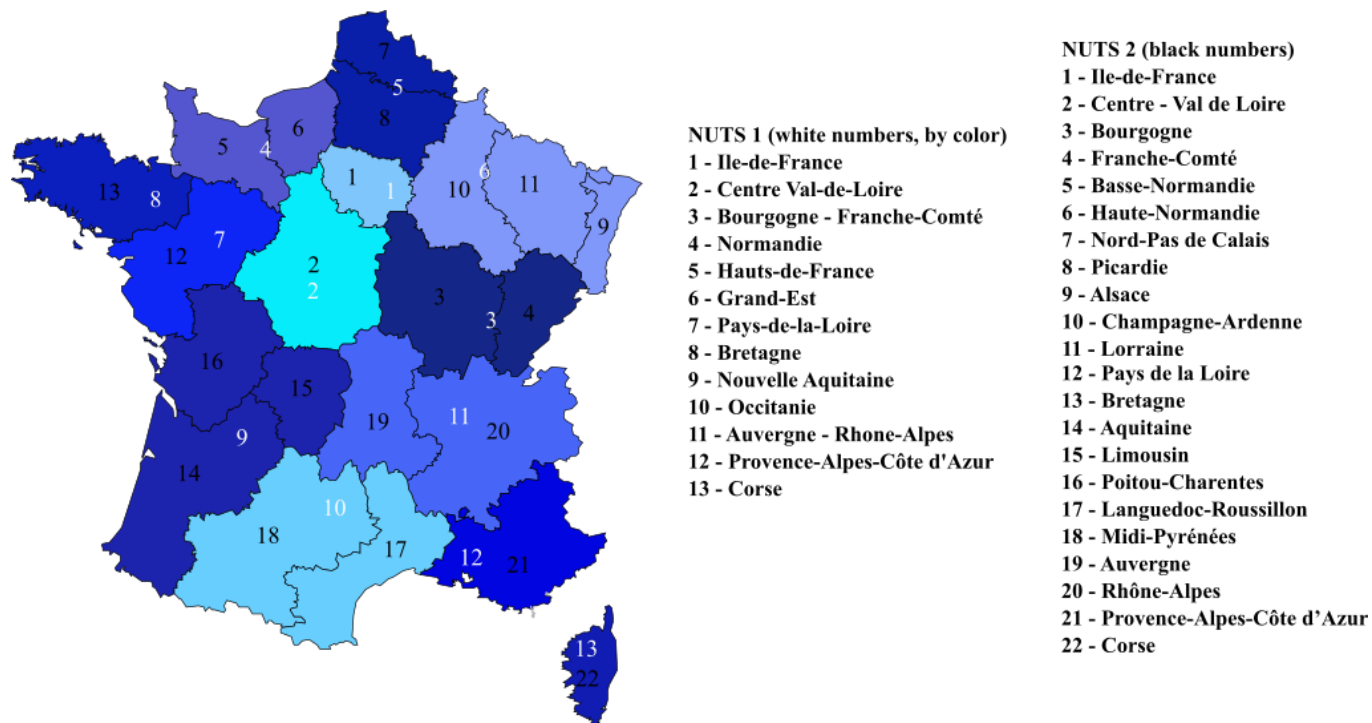 7
5
8
6
5
4
6
10
11
9
1
1
13
8
7
12
2
2
3
3
4
16
15
19
11
20
9
14
10
18
17
12
21
13
22
NUTS 1 (white numbers, by color)
1 - Ile-de-France
2 - Centre Val-de-Loire
3 - Bourgogne - Franche-Comté
4 - Normandie
5 - Hauts-de-France
6 - Grand-Est
7 - Pays-de-la-Loire
8 - Bretagne
9 - Nouvelle Aquitaine
10 - Occitanie
11 - Auvergne - Rhone-Alpes
12 - Provence-Alpes-Côte d'Azur
13 - Corse
NUTS 2 (black numbers)
1 - Ile-de-France
2 - Centre - Val de Loire
3 - Bourgogne
4 - Franche-Comté
5 - Basse-Normandie
6 - Haute-Normandie
7 - Nord-Pas de Calais
8 - Picardie
9 - Alsace
10 - Champagne-Ardenne
11 - Lorraine
12 - Pays de la Loire
13 - Bretagne
14 - Aquitaine
15 - Limousin
16 - Poitou-Charentes
17 - Languedoc-Roussillon
18 - Midi-Pyrénées
19 - Auvergne
20 - Rhône-Alpes
21 - Provence-Alpes-Côte d’Azur
22 - Corse